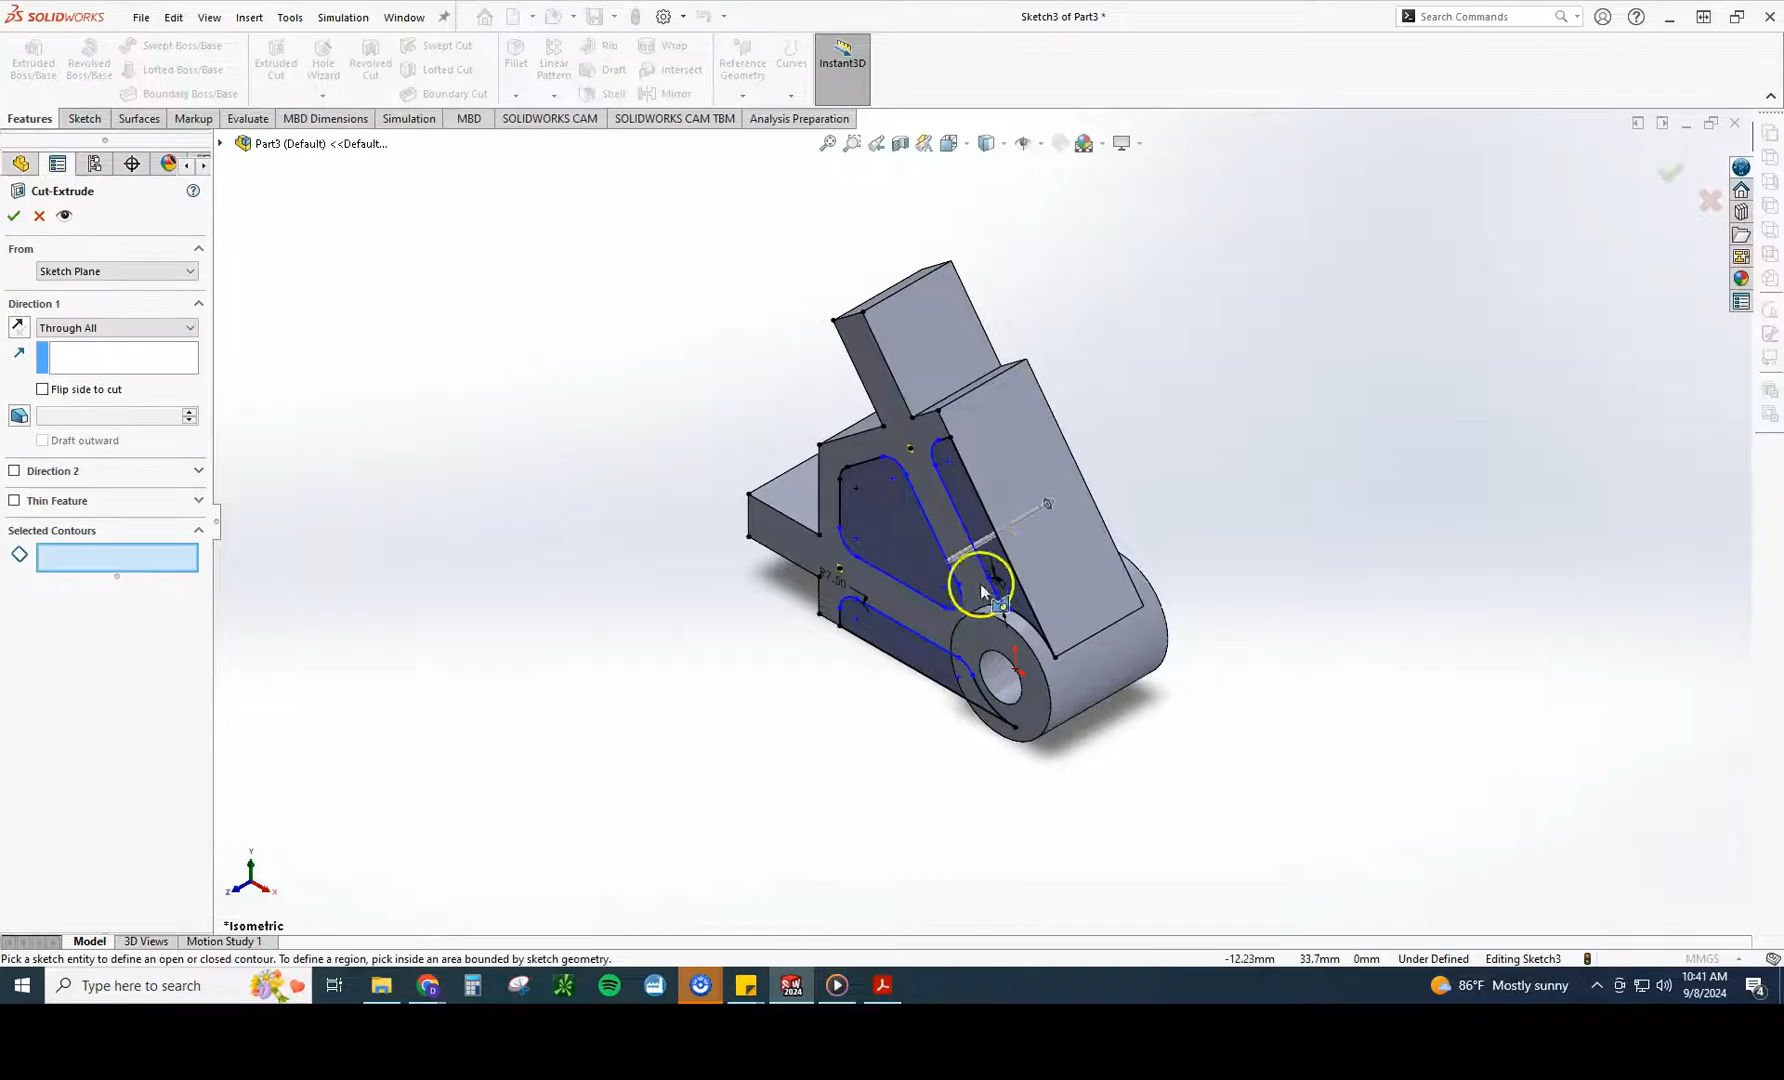 SOLIDWORKS File Edit View Insert Tools Simulation Window Sketch3 of Part3 * Search Commands
Extruded Boss/Base Revolved Boss/Base Swept Boss/Base Lofted Boss/Base Boundary Boss/Base Extruded Cut Hole Wizard Revolved Cut Swept Cut Lofted Cut Boundary Cut Fillet Linear Pattern Rib Draft Shell Wrap Intersect Mirror Reference Geometry Curves Instant3D
Features Sketch Surfaces Markup Evaluate MBD Dimensions Simulation MBD SOLIDWORKS CAM SOLIDWORKS CAM TBM Analysis Preparation
Part3 (Default) <<Default...
Cut-Extrude
From
Sketch Plane
Direction 1
Through All
Flip side to cut
Draft outward
Direction 2
Thin Feature
Selected Contours
R7.50
Y
Z X
*Isometric
Model 3D Views Motion Study 1
Pick a sketch entity to define an open or closed contour. To define a region, pick inside an area bounded by sketch geometry. -12.23mm 33.7mm 0mm Under Defined Editing Sketch3 MMGS
Type here to search SW 2024 86°F Mostly sunny 10:41 AM
9/8/2024 4